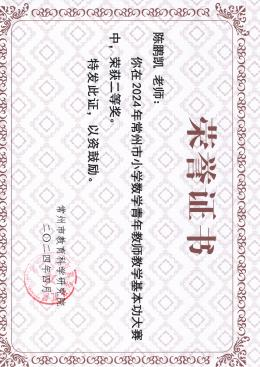 荣誉证书
陈鹏凯 老师：
你在2024年常州市小学数学青年教师教学基本功大赛
中，荣获二等奖。
特发此证，以资鼓励。
常州市教育科学研究院
二〇二四年四月